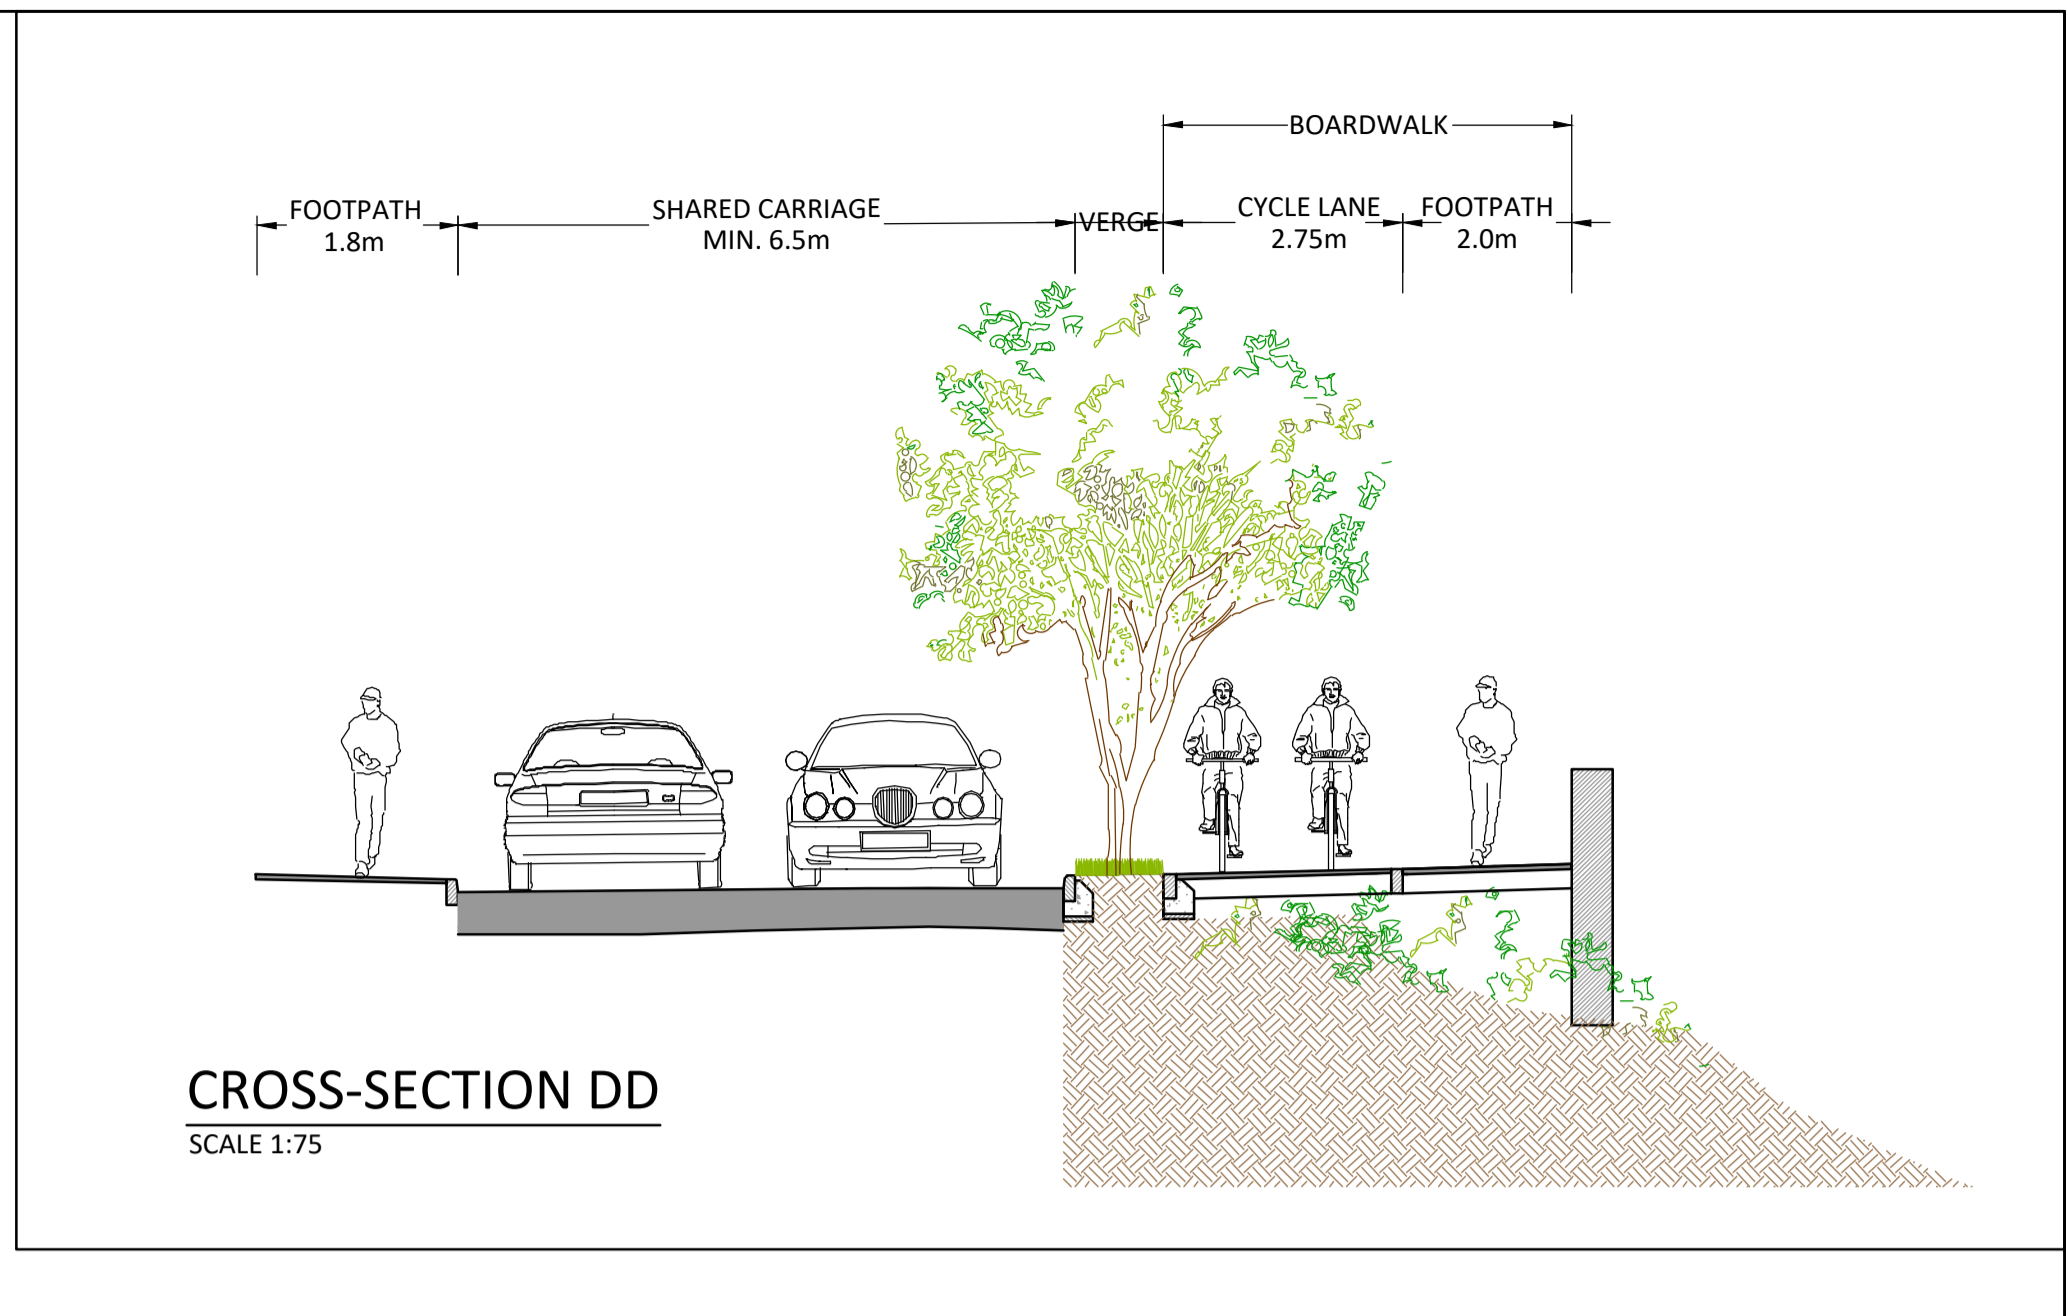 BOARDWALK
FOOTPATH
1.8m
SHARED CARRIAGE
MIN. 6.5m
VERGE
CYCLE LANE
2.75m
FOOTPATH
2.0m
CROSS-SECTION DD
SCALE 1:75